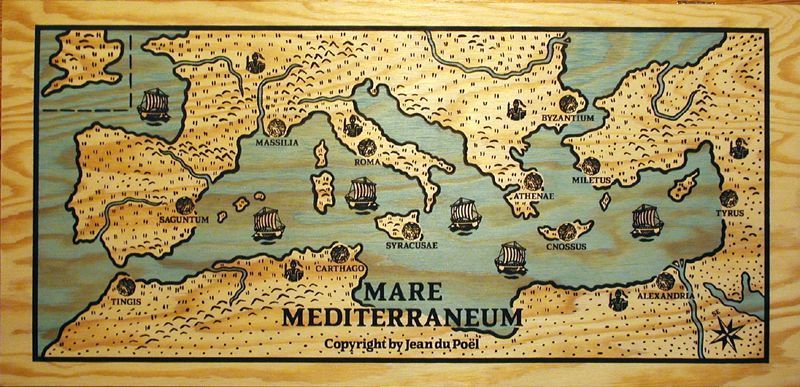 BYZANTIUM
MASSILIA
ROMA
MILETUS
ATHENAE
TYRUS
SAGUNTUM
SYRACUSAE
CNOSSUS
CARTHAGO
TINGIS
ALEXANDRIA
MARE
MEDITERRANEUM
Copyright by Jean du Poël